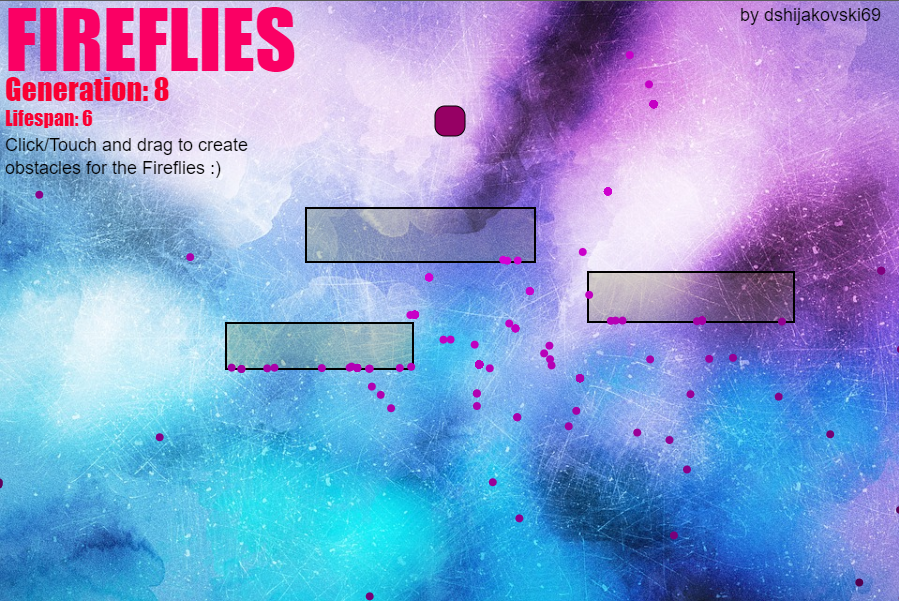 FIREFLIES
by dshijakovski69
Generation: 8
Lifespan: 6
Click/Touch and drag to create
obstacles for the Fireflies :)